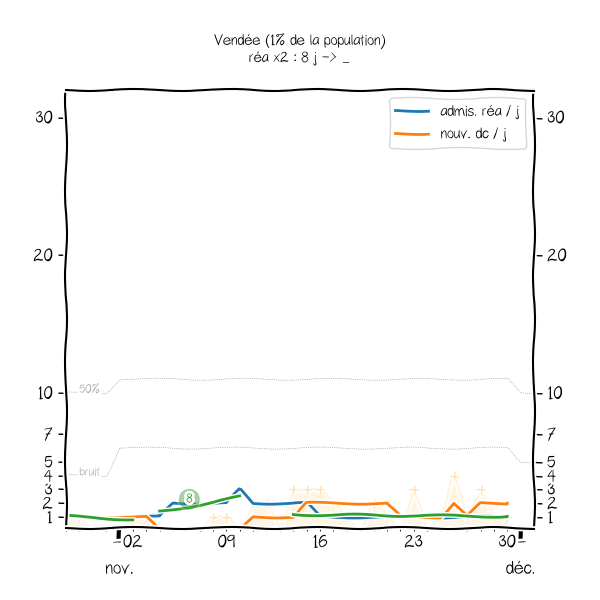 Vendée (1% de la population)
réa x2 : 8 j -> _
admis. réa / j
nouv. dc / j
30 30
20 20
50%
10 10
7 7
5 5
bruit
4 4
3 3
8
2 2
1 1
02 09 16 23 30
nov. déc.